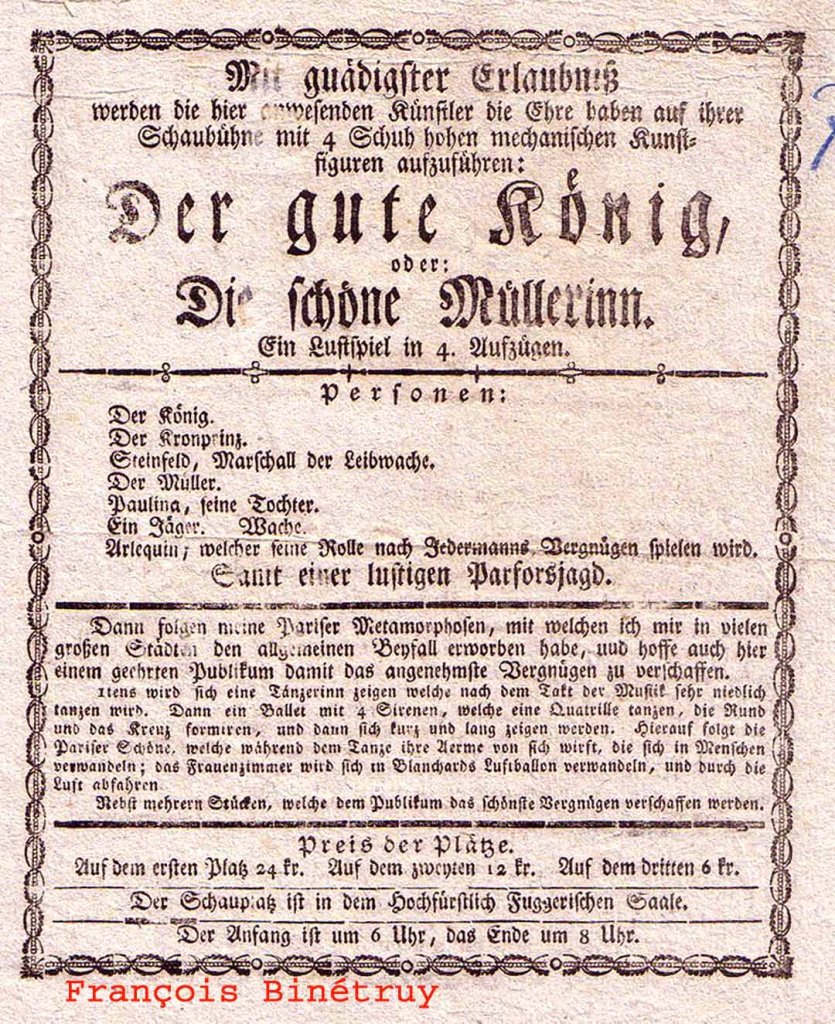 Mit guädigster Erlaubniß
werden die hier anwesenden Künstler die Ehre haben auf ihrer
Schaubühne mit 4 Schuh hohen mechanischen Kunst=
figuren aufzuführen:
Der gute König,
oder:
Die schöne Müllerinn.
Ein Lustspiel in 4. Aufzügen.
Personen:
Der König.
Der Kronprinz.
Steinfeld, Marschall der Leibwache.
Der Müller.
Paulina, seine Tochter.
Ein Jäger. Wache.
Arlequin, welcher seine Rolle nach Jedermanns Vergnügen spielen wird.
Samt einer lustigen Parforsjagd.
Dann folgen meine Pariser Metamorphosen, mit welchen ich mir in vielen
großen Städten den allgemeinen Beyfall erworben habe, uud hoffe auch hier
einem geehrten Publikum damit das angenehmste Vergnügen zu verschaffen.
1tens wird sich eine Tänzerinn zeigen welche nach dem Takt der Mustik sehr niedlich
tanzen wird. Dann ein Ballet mit 4 Sirenen, welche eine Quatrille tanzen, die Rund
und das Kreuz formiren, und dann sich kurz und lang zeigen werden. Hierauf folgt die
Pariser Schöne, welche während dem Tanze ihre Aerme von sich wirft, die sich in Menschen
verwandeln; das Frauenzimmer wird sich in Blanchards Luftballon verwandeln, und durch die
Luft abfahren
Nebst mehrern Stücken, welche dem Publikum das schönste Vergnügen verschaffen werden.
Preis der Plätze.
Auf dem ersten Platz 24 kr. Auf dem zweyten 12 kr. Auf dem dritten 6 kr.
Der Schauplatz ist in dem Hochfürstlich Fuggerischen Saale.
Der Anfang ist um 6 Uhr, das Ende um 8 Uhr.
François Binétruy